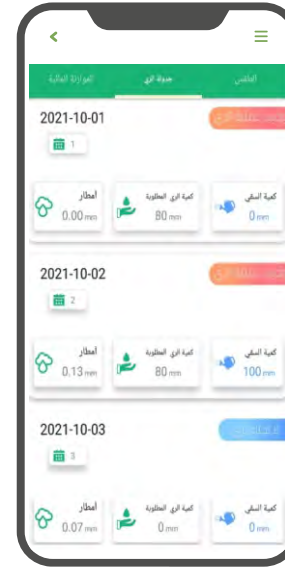 الطقس
جدولة الري
الموازنة المائية
2021-10-01
1
كمية السقي
0 mm
كمية الري المطلوبة
80 mm
أمطار
0.00 mm
2021-10-02
2
كمية السقي
100 mm
كمية الري المطلوبة
80 mm
أمطار
0.13 mm
2021-10-03
3
كمية السقي
0 mm
كمية الري المطلوبة
0 mm
أمطار
0.07 mm